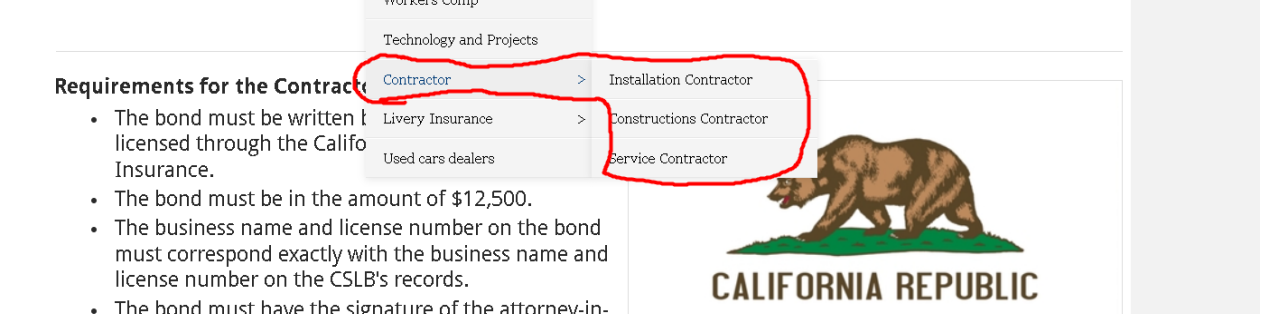 Workers Comp
Technology and Projects
Contractor >
Livery Insurance >
Used cars dealers
Installation Contractor
Constructions Contractor
Service Contractor
Requirements for the Contract
• The bond must be written
licensed through the Califo
Insurance.
• The bond must be in the amount of $12,500.
• The business name and license number on the bond
must correspond exactly with the business name and
license number on the CSLB's records.
• The bond must have the signature of the attorney-in-
CALIFORNIA REPUBLIC